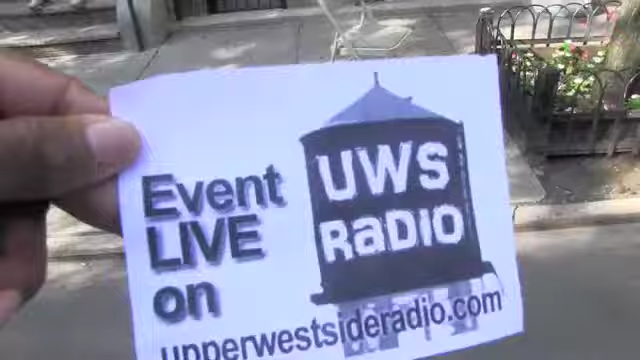 Event
LIVE
on
UWS
RaDIO
upperwestsideradio.com